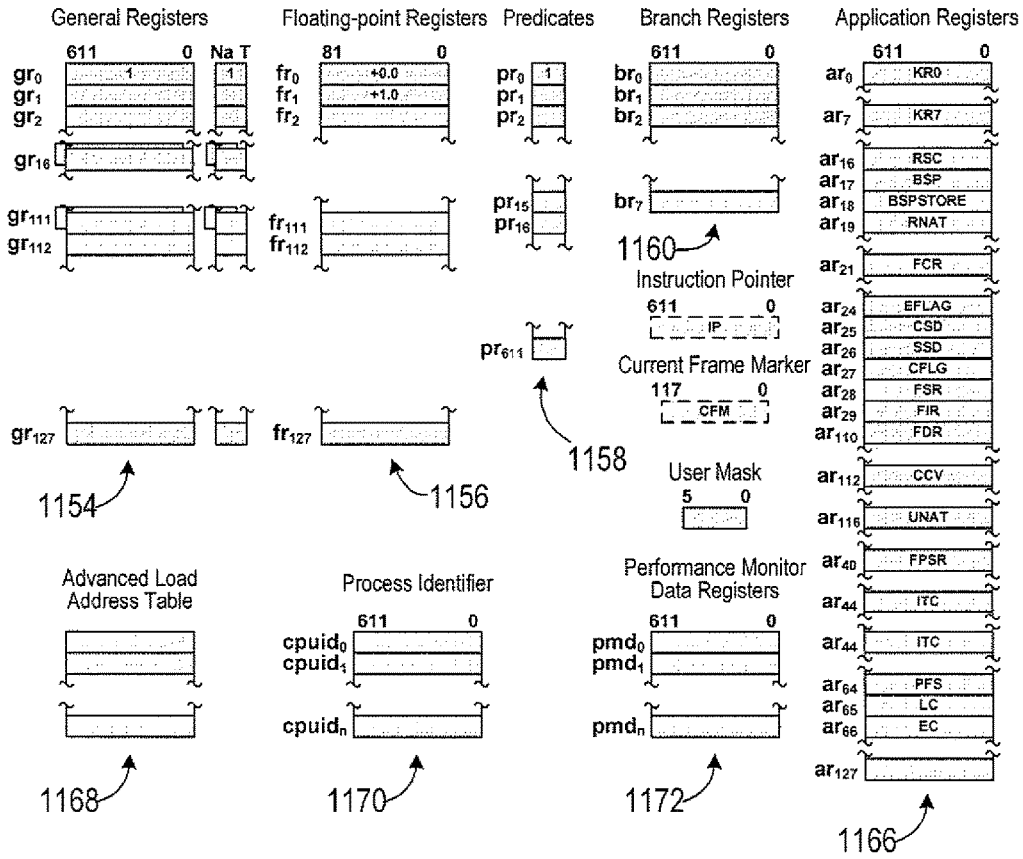 General Registers
611 0 Na T
gr0 1 1
gr1
gr2
gr16
gr111
gr112
gr127
1154
Floating-point Registers
81 0
fr0 +0.0
fr1 +1.0
fr2
fr111
fr112
fr127
1156
Predicates
pr0 1
pr1
pr2
pr15
pr16
pr611
1158
Branch Registers
611 0
br0
br1
br2
br7
1160
Instruction Pointer
611 0
IP
Current Frame Marker
117 0
CFM
User Mask
5 0
Application Registers
611 0
ar0 KR0
ar7 KR7
ar16 RSC
ar17 BSP
ar18 BSPSTORE
ar19 RNAT
ar21 FCR
ar24 EFLAG
ar25 CSD
ar26 SSD
ar27 CFLG
ar28 FSR
ar29 FIR
ar110 FDR
ar112 CCV
ar116 UNAT
ar40 FPSR
ar44 ITC
ar44 ITC
ar64 PFS
ar65 LC
ar66 EC
ar127
1166
Advanced Load
Address Table
1168
Process Identifier
611 0
cpuid0
cpuid1
cpuidn
1170
Performance Monitor
Data Registers
611 0
pmd0
pmd1
pmdn
1172